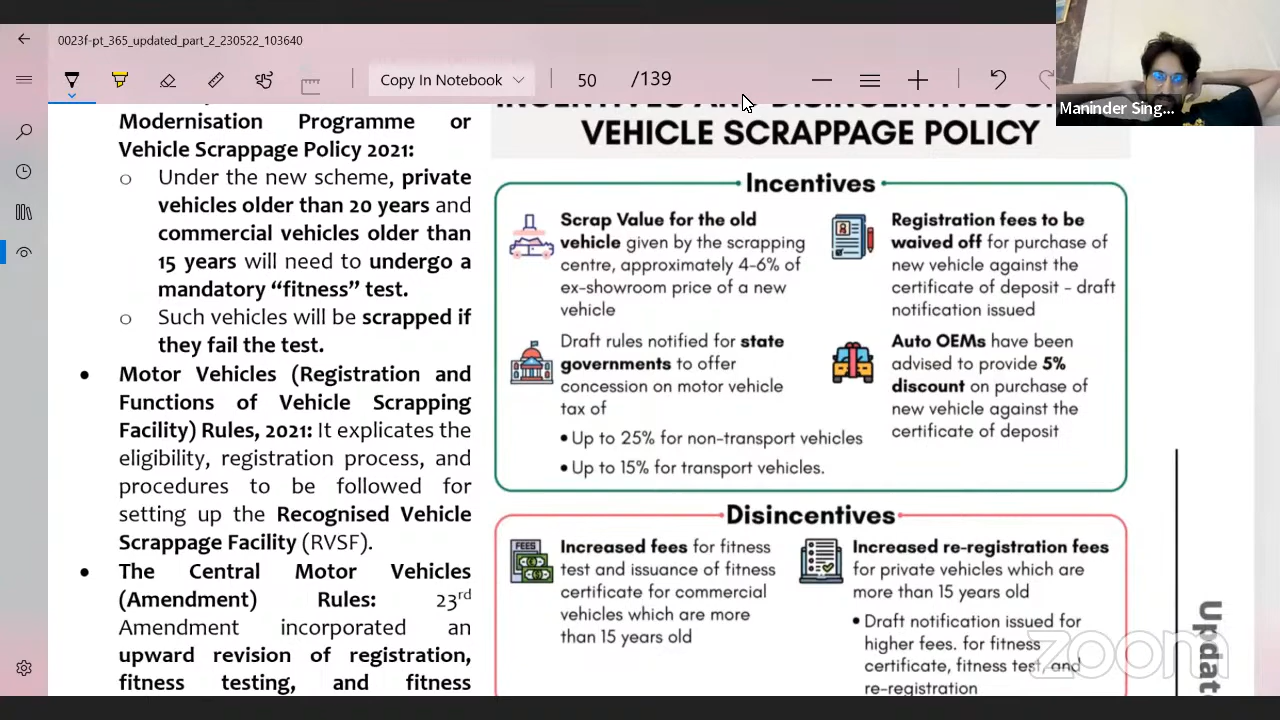 0023f-pt_365_updated_part_2_230522_103640
Copy In Notebook
50
/139
Maninder Sing...
Modernisation Programme or
Vehicle Scrappage Policy 2021:
o Under the new scheme, private
vehicles older than 20 years and
commercial vehicles older than
15 years will need to undergo a
mandatory “fitness” test.
o Such vehicles will be scrapped if
they fail the test.
• Motor Vehicles (Registration and
Functions of Vehicle Scrapping
Facility) Rules, 2021: It explicates the
eligibility, registration process, and
procedures to be followed for
setting up the Recognised Vehicle
Scrappage Facility (RVSF).
• The Central Motor Vehicles
(Amendment) Rules: 23rd
Amendment incorporated an
upward revision of registration,
fitness testing, and fitness
INCENTIVES AND DISINCENTIVES
VEHICLE SCRAPPAGE POLICY
Incentives
Scrap Value for the old
vehicle given by the scrapping
centre, approximately 4-6% of
ex-showroom price of a new
vehicle
Registration fees to be
waived off for purchase of
new vehicle against the
certificate of deposit - draft
notification issued
Draft rules notified for state
governments to offer
concession on motor vehicle
tax of
• Up to 25% for non-transport vehicles
• Up to 15% for transport vehicles.
Auto OEMs have been
advised to provide 5%
discount on purchase of
new vehicle against the
certificate of deposit
Disincentives
FEES
Increased fees for fitness
test and issuance of fitness
certificate for commercial
vehicles which are more
than 15 years old
Increased re-registration fees
for private vehicles which are
more than 15 years old
• Draft notification issued for
higher fees. for fitness
certificate, fitness test, and
re-registration
Updat
zoom